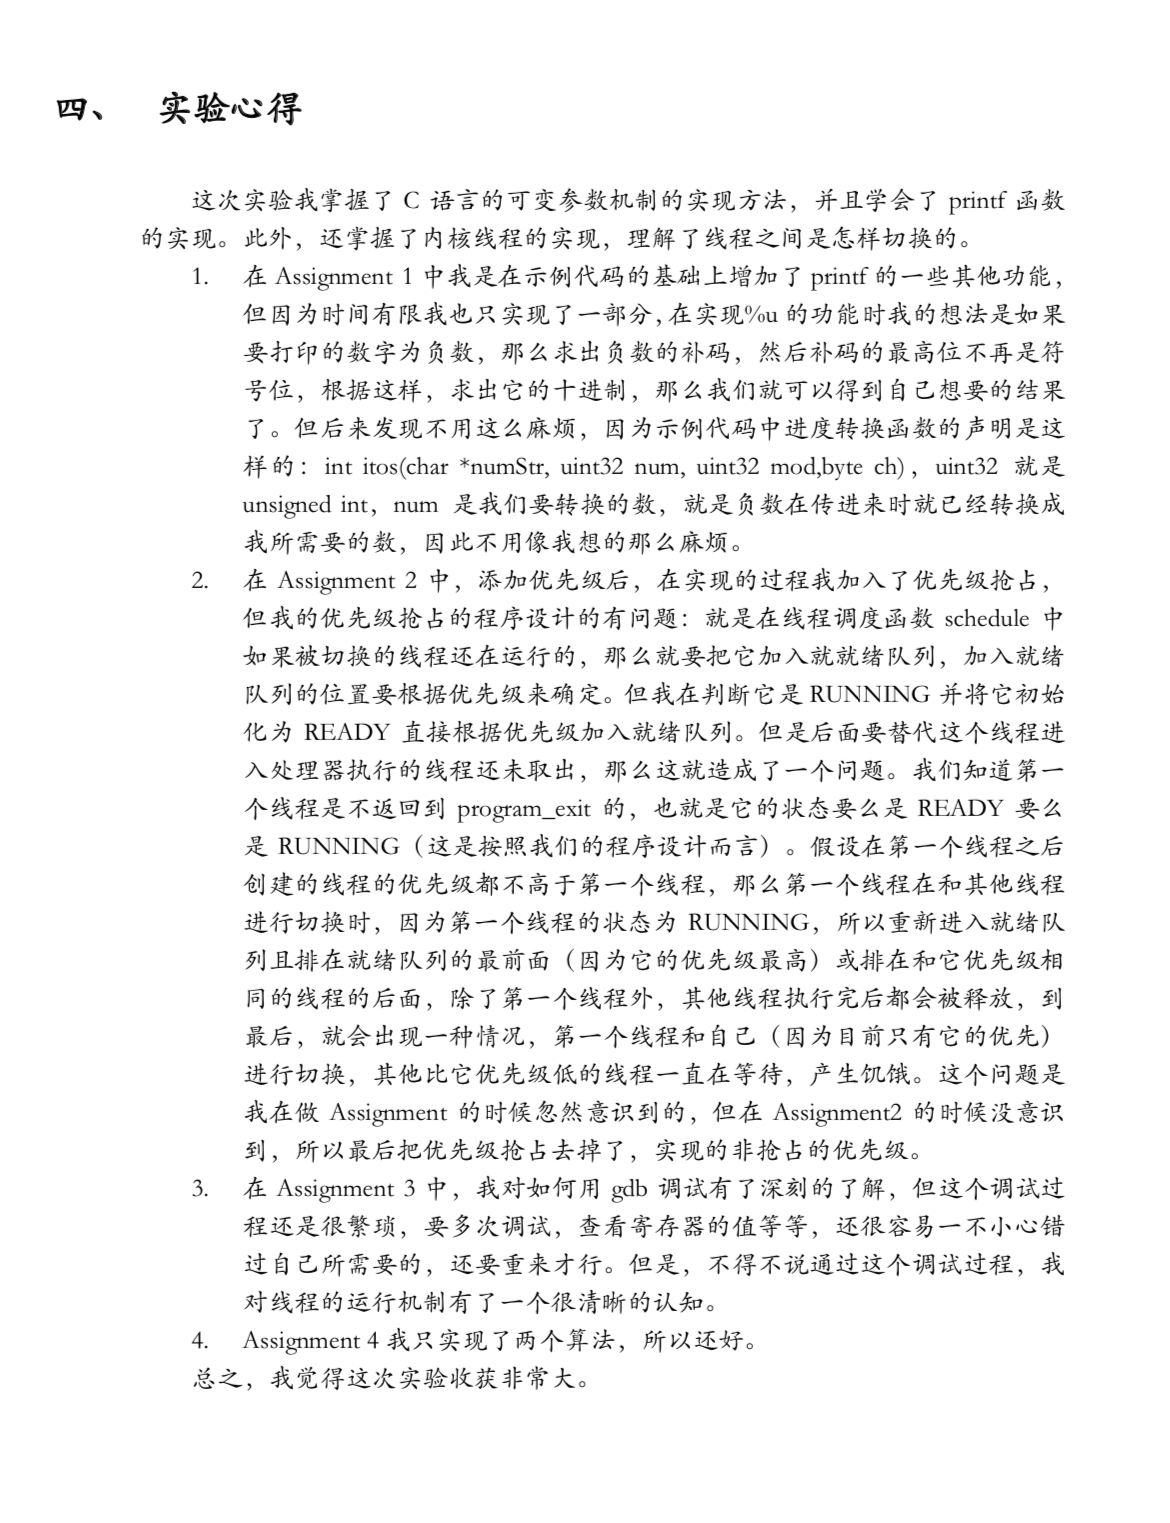 四、 实验心得
这次实验我掌握了 C 语言的可变参数机制的实现方法，并且学会了 printf 函数
的实现。此外，还掌握了内核线程的实现，理解了线程之间是怎样切换的。
1. 在 Assignment 1 中我是在示例代码的基础上增加了 printf 的一些其他功能，
但因为时间有限我也只实现了一部分，在实现%u 的功能时我的想法是如果
要打印的数字为负数，那么求出负数的补码，然后补码的最高位不再是符
号位，根据这样，求出它的十进制，那么我们就可以得到自己想要的结果
了。但后来发现不用这么麻烦，因为示例代码中进度转换函数的声明是这
样的：int itos(char *numStr, uint32 num, uint32 mod,byte ch)，uint32 就是
unsigned int，num 是我们要转换的数，就是负数在传进来时就已经转换成
我所需要的数，因此不用像我想的那么麻烦。
2. 在 Assignment 2 中，添加优先级后，在实现的过程我加入了优先级抢占，
但我的优先级抢占的程序设计的有问题：就是在线程调度函数 schedule 中
如果被切换的线程还在运行的，那么就要把它加入就就绪队列，加入就绪
队列的位置要根据优先级来确定。但我在判断它是 RUNNING 并将它初始
化为 READY 直接根据优先级加入就绪队列。但是后面要替代这个线程进
入处理器执行的线程还未取出，那么这就造成了一个问题。我们知道第一
个线程是不返回到 program_exit 的，也就是它的状态要么是 READY 要么
是 RUNNING（这是按照我们的程序设计而言）。假设在第一个线程之后
创建的线程的优先级都不高于第一个线程，那么第一个线程在和其他线程
进行切换时，因为第一个线程的状态为 RUNNING，所以重新进入就绪队
列且排在就绪队列的最前面（因为它的优先级最高）或排在和它优先级相
同的线程的后面，除了第一个线程外，其他线程执行完后都会被释放，到
最后，就会出现一种情况，第一个线程和自己（因为目前只有它的优先）
进行切换，其他比它优先级低的线程一直在等待，产生饥饿。这个问题是
我在做 Assignment 的时候忽然意识到的，但在 Assignment2 的时候没意识
到，所以最后把优先级抢占去掉了，实现的非抢占的优先级。
3. 在 Assignment 3 中，我对如何用 gdb 调试有了深刻的了解，但这个调试过
程还是很繁琐，要多次调试，查看寄存器的值等等，还很容易一不小心错
过自己所需要的，还要重来才行。但是，不得不说通过这个调试过程，我
对线程的运行机制有了一个很清晰的认知。
4. Assignment 4 我只实现了两个算法，所以还好。
总之，我觉得这次实验收获非常大。